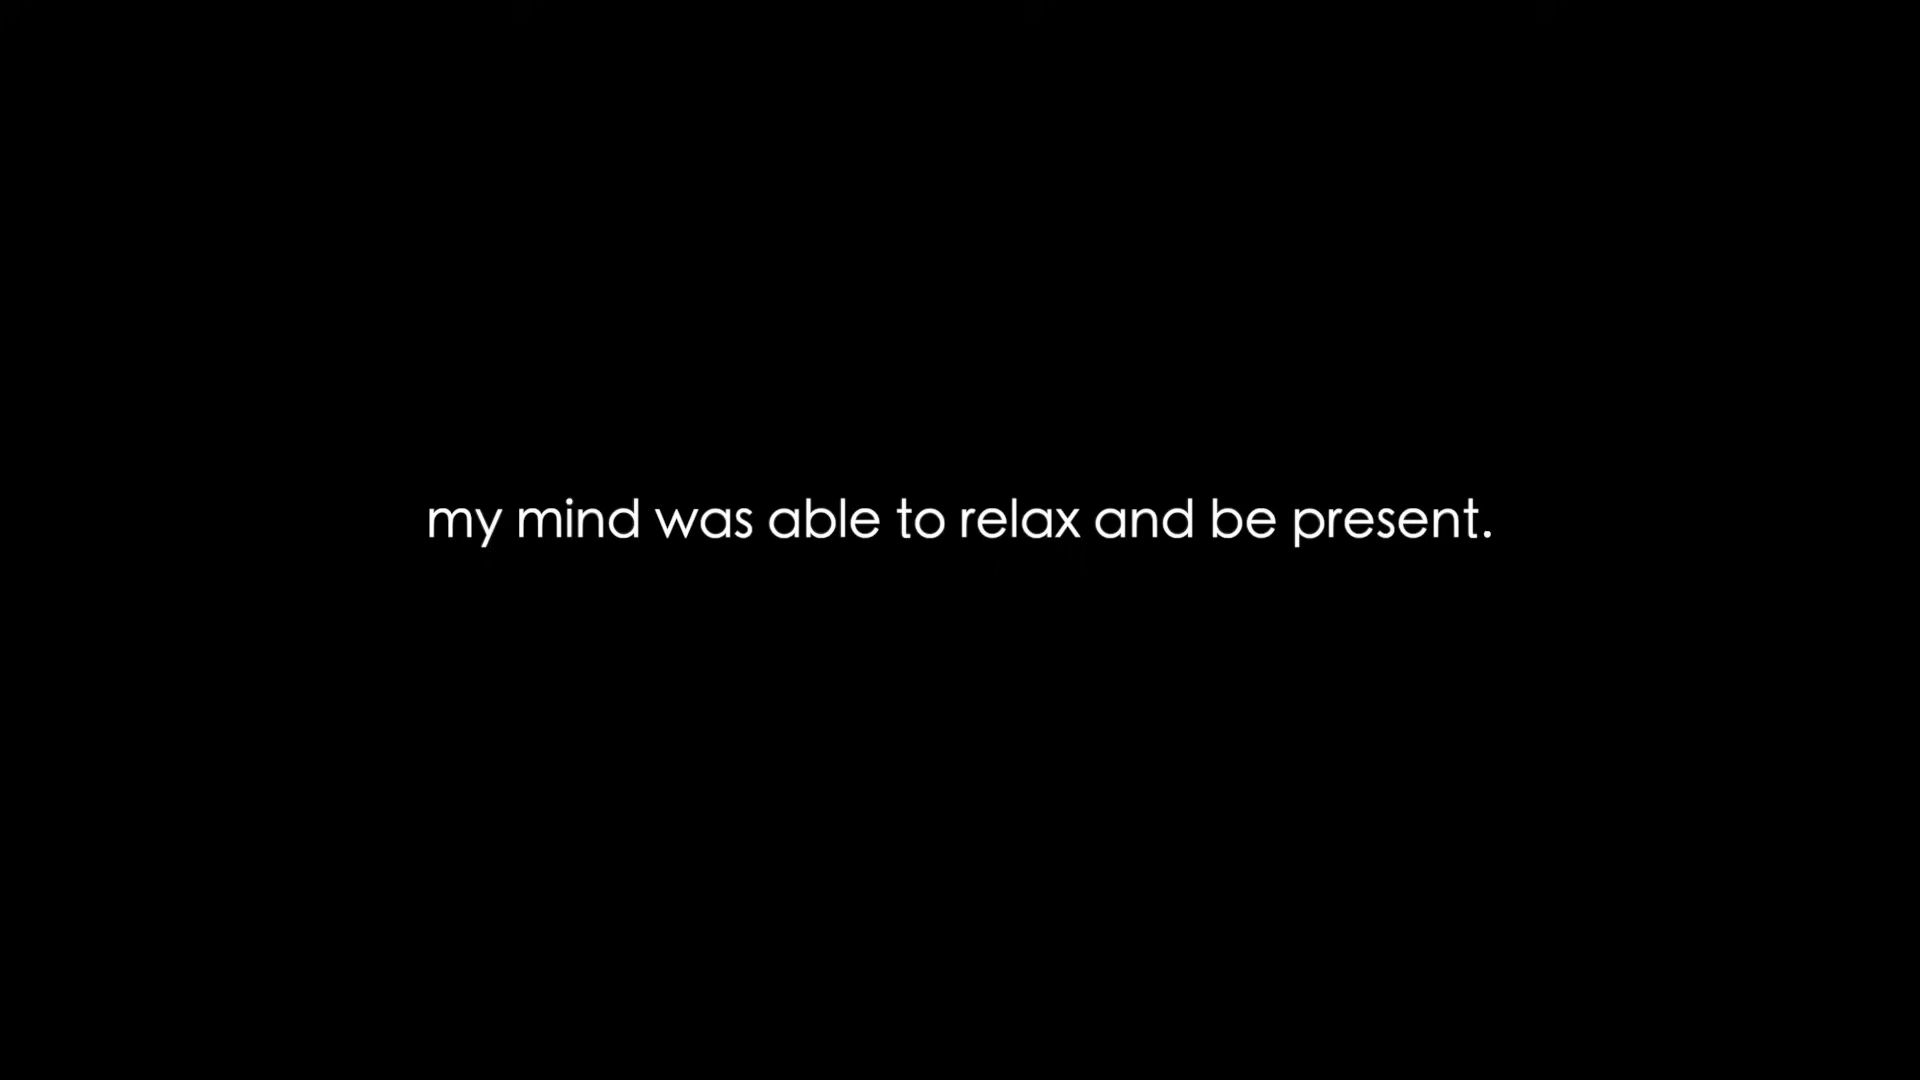 my mind was able to relax and be present.